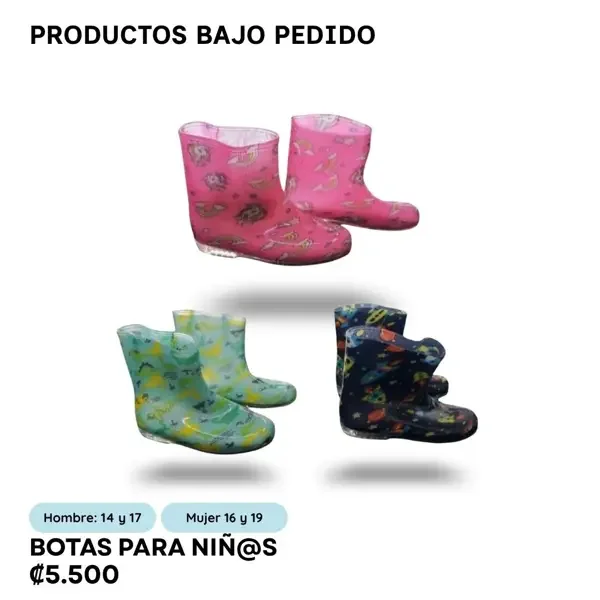 PRODUCTOS BAJO PEDIDO
Hombre: 14 y 17
Mujer 16 y 19
BOTAS PARA NIÑ@S
₡5.500